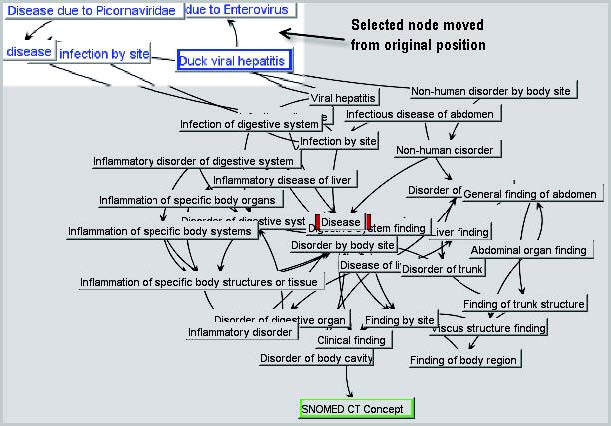 Disease due to Picornaviridae
due to Enterovirus
Selected node moved
from original position
disease
infection by site
Duck viral hepatitis
Viral hepatitis
Non-human disorder by body site
Infection of digestive system
Infectious disease of abdomen
Infection by site
Non-human disorder
Inflammatory disorder of digestive system
Inflammatory disease of liver
Disorder of
General finding of abdomen
Inflammation of specific body organs
Disorder of digestive syst
Disease
System finding
Liver finding
Inflammation of specific body systems
Disorder by body site
Abdominal organ finding
Disease of li
Disorder of trunk
Inflammation of specific body structures or tissue
Finding of trunk structure
Disorder of digestive organ
Finding by site
Viscus structure finding
Inflammatory disorder
Clinical finding
Disorder of body cavity
Finding of body region
SNOMED CT Concept